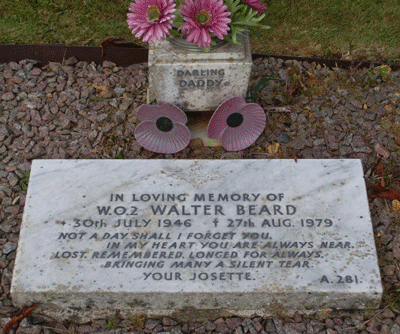 DARLING
DADDY
IN LOVING MEMORY OF
W.O.2 WALTER BEARD
+ 30TH JULY 1946 † 27TH AUG. 1979
NOT A DAY, SHALL I FORGET YOU,
IN MY HEART YOU ARE ALWAYS NEAR.
LOST, REMEMBERED, LONGED FOR ALWAYS.
BRINGING MANY A SILENT TEAR.
YOUR JOSETTE.
A.281.